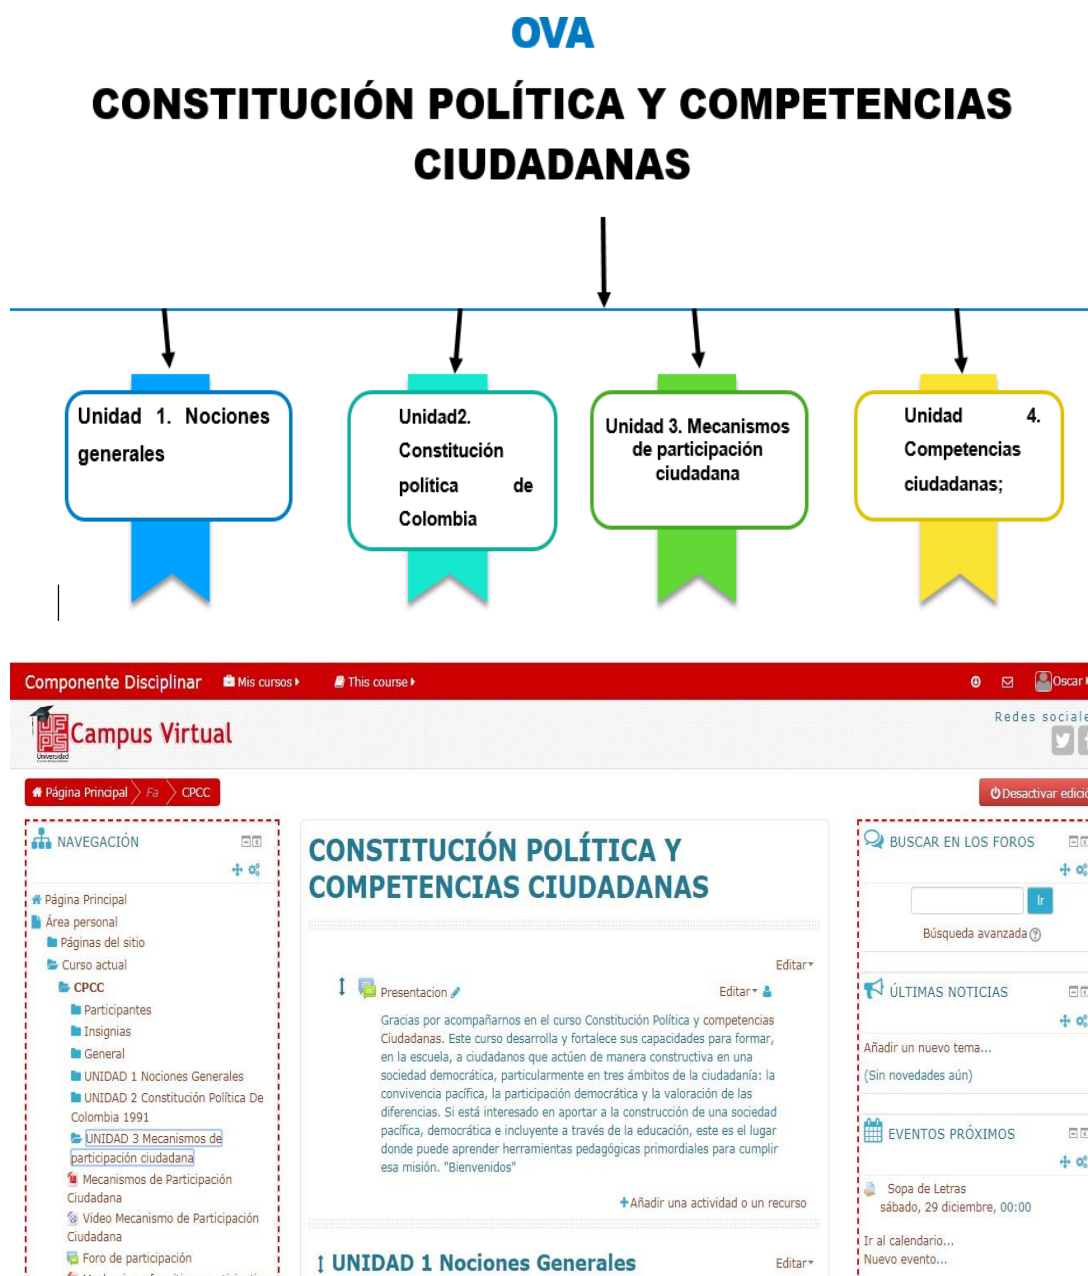 OVA
CONSTITUCIÓN POLÍTICA Y COMPETENCIAS
CIUDADANAS
Unidad 1. Nociones
generales
Unidad2.
Constitución
política de
Colombia
Unidad 3. Mecanismos
de participación
ciudadana
Unidad 4.
Competencias
ciudadanas;
Componente Disciplinar
Mis cursos
This course
Oscar
UFPS
Universidad
Campus Virtual
Redes sociale
Página Principal
Fa
CPCC
Desactivar edició
NAVEGACIÓN
Página Principal
Área personal
Páginas del sitio
Curso actual
CPCC
Participantes
Insignias
General
UNIDAD 1 Nociones Generales
UNIDAD 2 Constitución Política De
Colombia 1991
UNIDAD 3 Mecanismos de
participación ciudadana
Mecanismos de Participación
Ciudadana
Video Mecanismo de Participación
Ciudadana
Foro de participación
CONSTITUCIÓN POLÍTICA Y
COMPETENCIAS CIUDADANAS
Editar
Presentacion
Editar
Gracias por acompañarnos en el curso Constitución Política y competencias
Ciudadanas. Este curso desarrolla y fortalece sus capacidades para formar,
en la escuela, a ciudadanos que actúen de manera constructiva en una
sociedad democrática, particularmente en tres ámbitos de la ciudadanía: la
convivencia pacífica, la participación democrática y la valoración de las
diferencias. Si está interesado en aportar a la construcción de una sociedad
pacífica, democrática e incluyente a través de la educación, este es el lugar
donde puede aprender herramientas pedagógicas primordiales para cumplir
esa misión. "Bienvenidos"
+Añadir una actividad o un recurso
UNIDAD 1 Nociones Generales
Editar
BUSCAR EN LOS FOROS
Ir
Búsqueda avanzada
ÚLTIMAS NOTICIAS
Añadir un nuevo tema...
(Sin novedades aún)
EVENTOS PRÓXIMOS
Sopa de Letras
sábado, 29 diciembre, 00:00
Ir al calendario...
Nuevo evento...